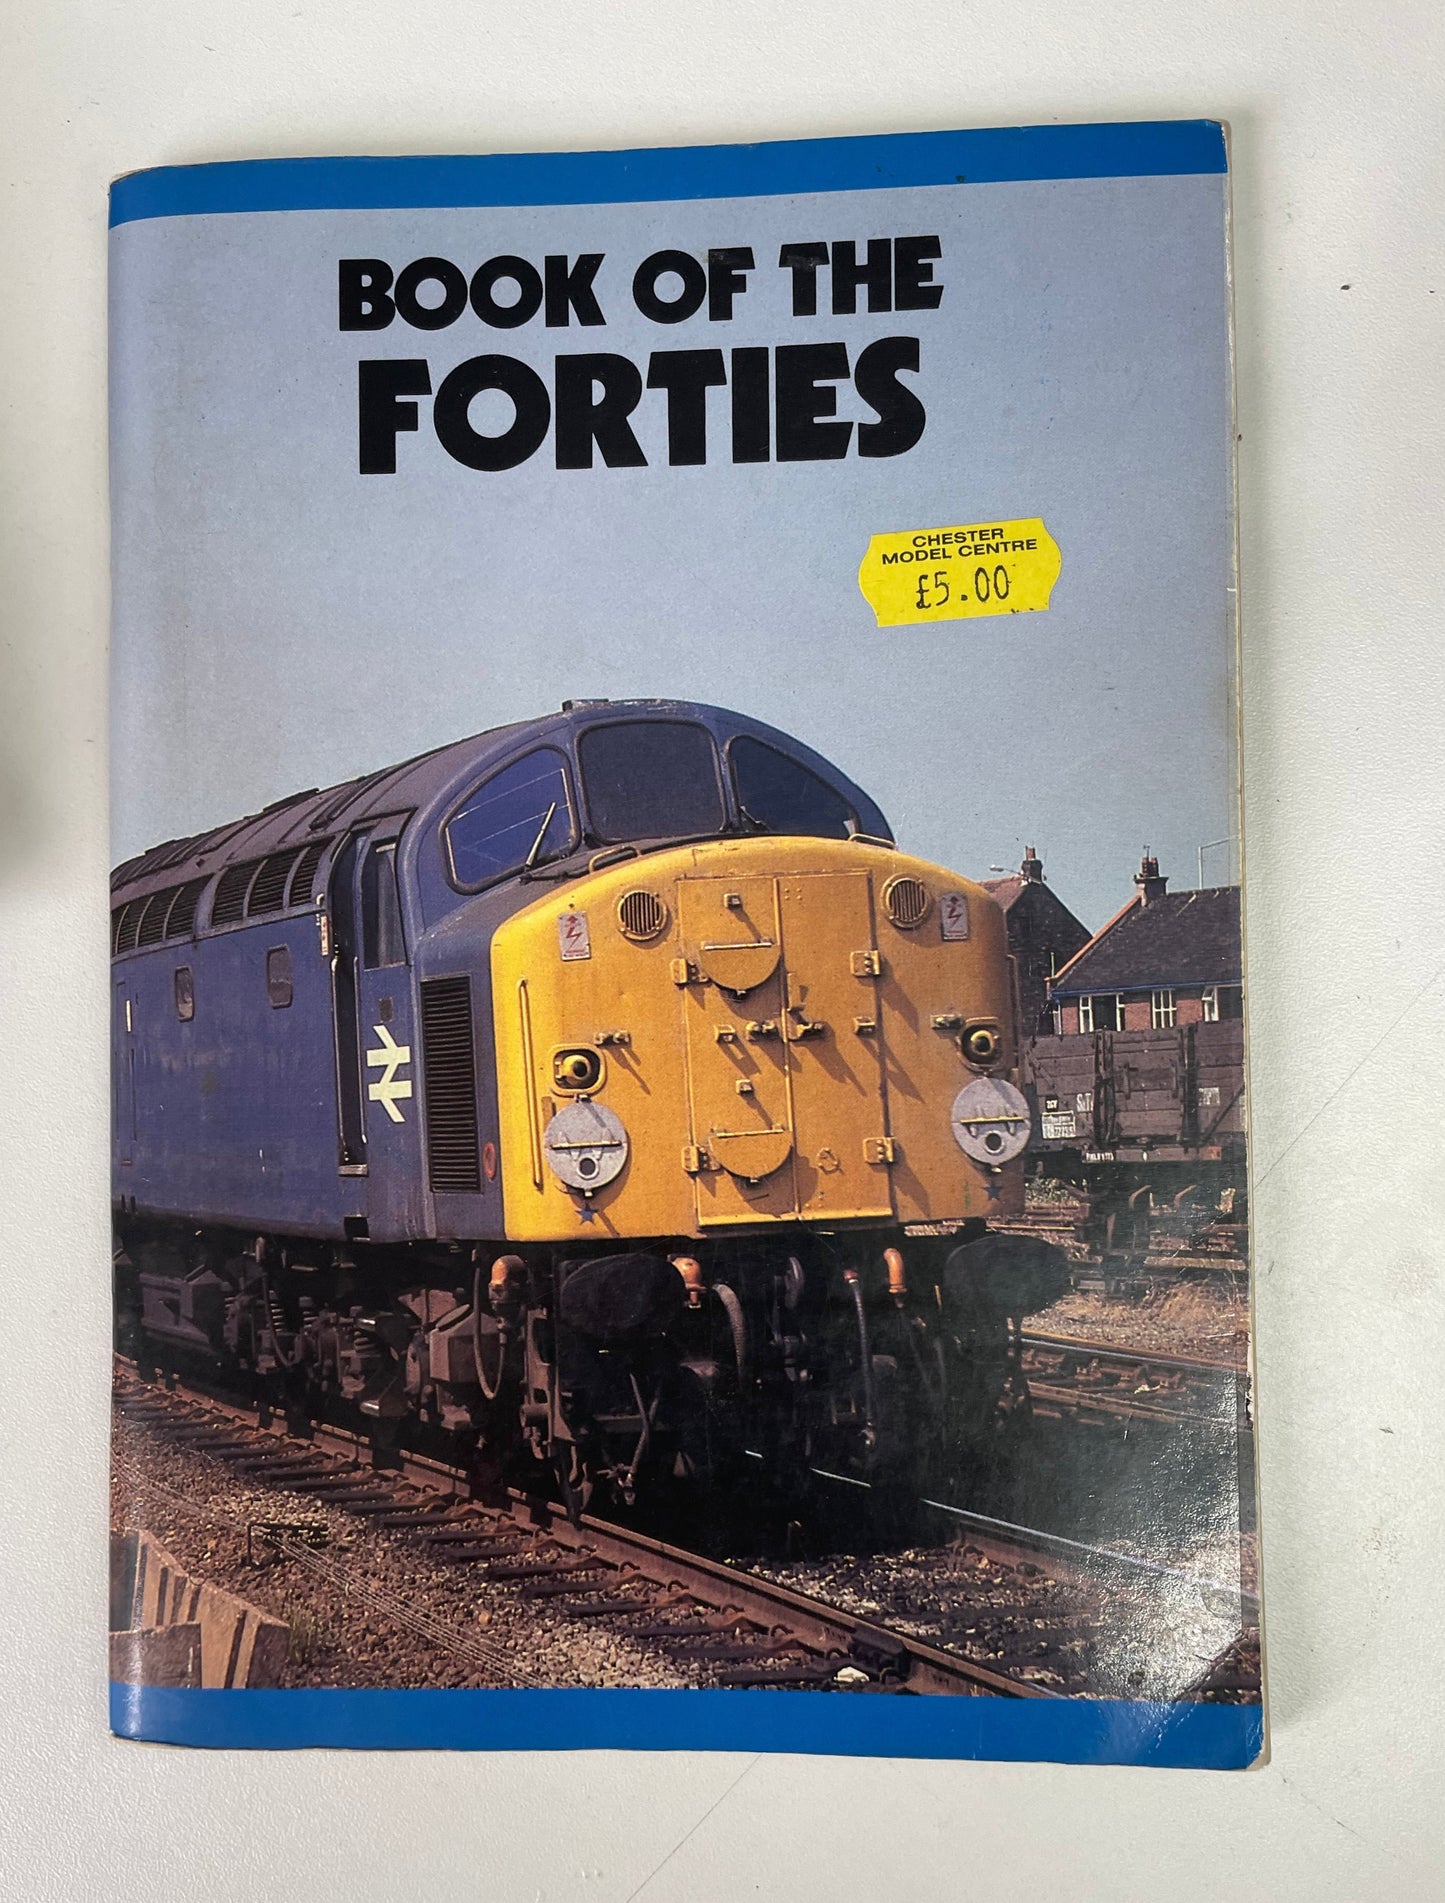 BOOK OF THE
FORTIES
CHESTER
MODEL CENTRE
£5.00